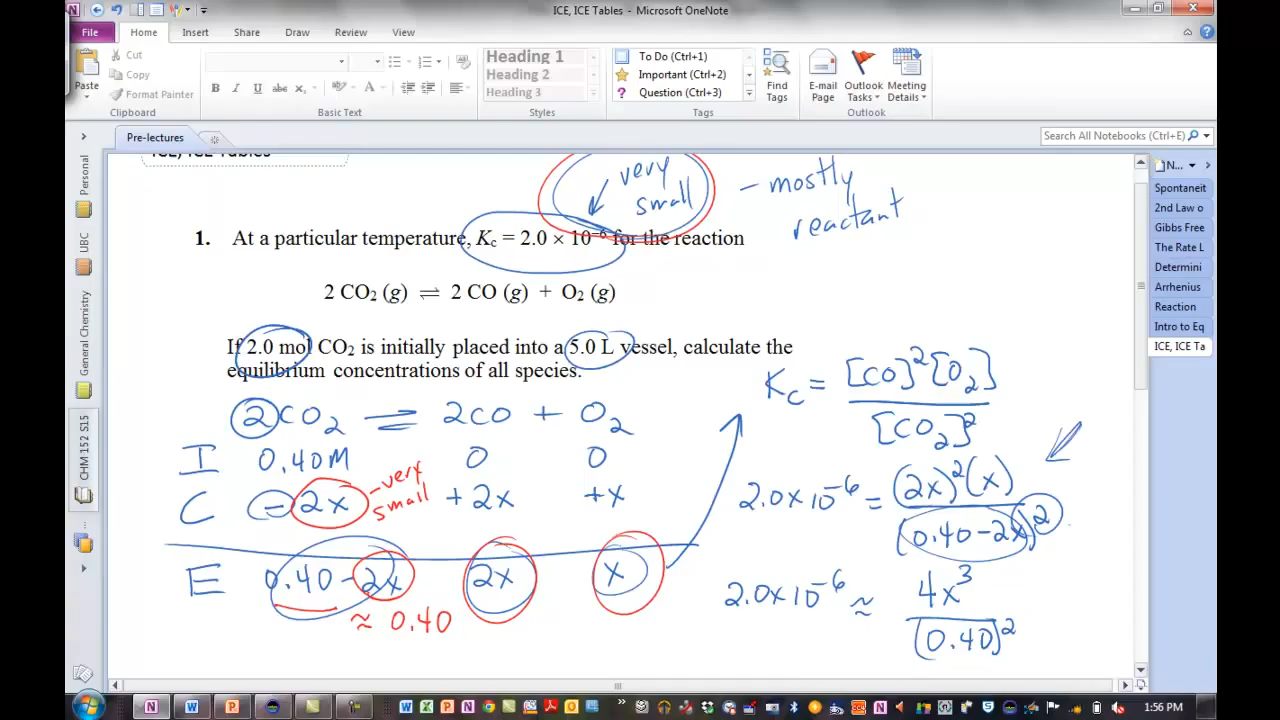 ICE, ICE Tables - Microsoft OneNote
File Home Insert Share Draw Review View
Paste Cut Copy Format Painter
B I U abc X₂ A
Heading 1
Heading 2
Heading 3
To Do (Ctrl+1)
Important (Ctrl+2)
Question (Ctrl+3)
Find Tags
E-mail Page
Outlook Tasks
Meeting Details
Clipboard Basic Text Styles Tags Outlook
Pre-lectures
Search All Notebooks (Ctrl+E)
Personal
UBC
General Chemistry
CHM 152 S15
N...
Spontaneit
2nd Law o
Gibbs Free
The Rate L
Determini
Arrhenius
Reaction
Intro to Eq
ICE, ICE Ta
ICE, ICE Tables
very small
- mostly reactant
1. At a particular temperature, Kc = 2.0 × 10⁻⁶ for the reaction
2 CO₂ (g) ⇌ 2 CO (g) + O₂ (g)
If 2.0 mol CO₂ is initially placed into a 5.0 L vessel, calculate the
equilibrium concentrations of all species.
2CO₂ ⇌ 2CO + O₂
I 0.40M 0 0
C -2x - very small +2x +x
E 0.40-2x 2x x
≈ 0.40
Kc = [CO]²[O₂] / [CO₂]²
2.0x10⁻⁶ = (2x)²(x) / (0.40-2x)²
2.0x10⁻⁶ ≈ 4x³ / (0.40)²
1:56 PM